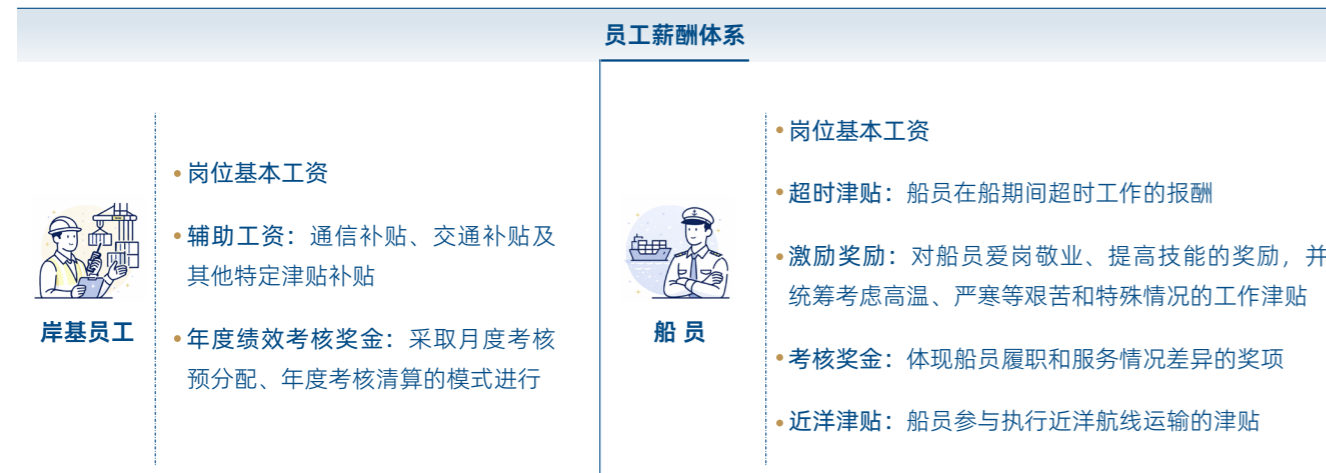 员工薪酬体系
岸基员工
•岗位基本工资
•辅助工资：通信补贴、交通补贴及
其他特定津贴补贴
•年度绩效考核奖金：采取月度考核
预分配、年度考核清算的模式进行
船员
•岗位基本工资
•超时津贴：船员在船期间超时工作的报酬
•激励奖励：对船员爱岗敬业、提高技能的奖励，并
统筹考虑高温、严寒等艰苦和特殊情况的工作津贴
•考核奖金：体现船员履职和服务情况差异的奖项
•近洋津贴：船员参与执行近洋航线运输的津贴